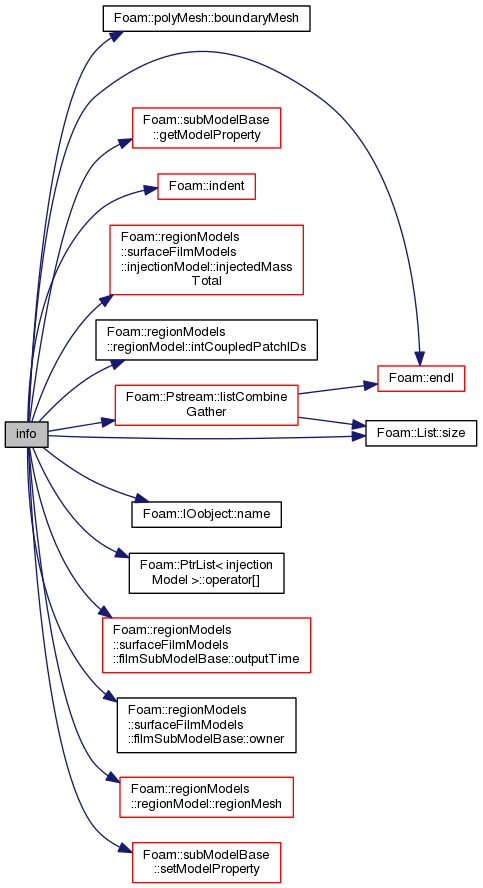 Foam::polyMesh::boundaryMesh
Foam::subModelBase
::getModelProperty
Foam::indent
Foam::regionModels
::surfaceFilmModels
::injectionModel::injectedMass
Total
Foam::regionModels
::regionModel::intCoupledPatchIDs
Foam::endl
Foam::Pstream::listCombine
Gather
info
Foam::List::size
Foam::IOobject::name
Foam::PtrList< injection
Model >::operator[]
Foam::regionModels
::surfaceFilmModels
::filmSubModelBase::outputTime
Foam::regionModels
::surfaceFilmModels
::filmSubModelBase::owner
Foam::regionModels
::regionModel::regionMesh
Foam::subModelBase
::setModelProperty